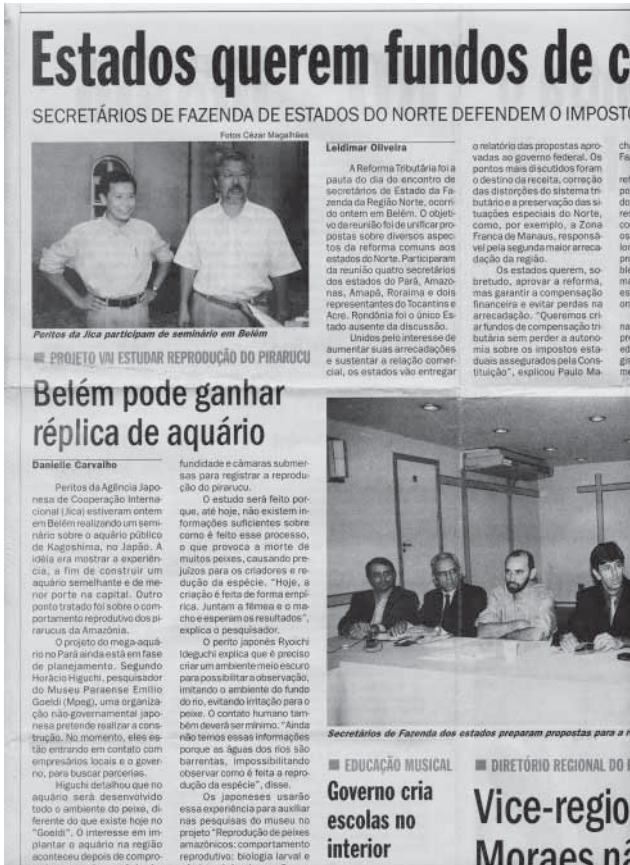 Estados querem fundos de c
SECRETÁRIOS DE FAZENDA DE ESTADOS DO NORTE DEFENDEM O IMPOSTO
Fotos Cézar Magalhães
Peritos da Jica participam de seminário em Belém
Leidimar Oliveira
A Reforma Tributária foi a
pauta do dia do encontro de
secretários de Estado da Fa-
zenda da Região Norte, ocorri-
do ontem em Belém. O objeti-
vo da reunião foi de unificar pro-
postas sobre diversos aspec-
tos da reforma comuns aos
estados do Norte. Participaram
da reunião quatro secretários
dos estados do Pará, Amazo-
nas, Amapá, Roraima e dois
representantes do Tocantins e
Acre. Rondônia foi o único Es-
tado ausente da discussão.
Unidos pelo interesse de
aumentar suas arrecadações
e sustentar a relação comer-
cial, os estados vão entregar
o relatório das propostas apro-
vadas ao governo federal. Os
pontos mais discutidos foram
o destino da receita, correção
das distorções do sistema tri-
butário e a preservação das si-
tuações especiais do Norte,
como, por exemplo, a Zona
Franca de Manaus, responsá-
vel pela segunda maior arreca-
dação da região.
Os estados querem, so-
bretudo, aprovar a reforma,
mas garantir a compensação
financeira e evitar perdas na
arrecadação. "Queremos cri-
ar fundos de compensação tri-
butária sem perder a autono-
mia sobre os impostos esta-
duais assegurados pela Cons-
tituição", explicou Paulo Ma-
PROJETO VAI ESTUDAR REPRODUÇÃO DO PIRARUCU
Belém pode ganhar
réplica de aquário
Danielle Carvalho
Peritos da Agência Japo-
nesa de Cooperação Interna-
cional (Jica) estiveram ontem
em Belém realizando um semi-
nário sobre o aquário público
de Kagoshima, no Japão. A
idéia era mostrar a experiên-
cia, a fim de construir um
aquário semelhante e de me-
nor porte na capital. Outro
ponto tratado foi sobre o com-
portamento reprodutivo dos pi-
rarucus da Amazônia.
O projeto do mega-aquá-
rio no Pará ainda está em fase
de planejamento. Segundo
Horácio Higuchi, pesquisador
do Museu Paraense Emílio
Goeldi (Mpeg), uma organiza-
ção não-governamental japo-
nesa pretende realizar a cons-
trução. No momento, eles es-
tão entrando em contato com
empresários locais e o gover-
no, para buscar parcerias.
Higuchi detalhou que no
aquário será desenvolvido
todo o ambiente do peixe, di-
ferente do que existe hoje no
"Goeldi". O interesse em im-
plantar o aquário na região
aconteceu depois de compro-
fundidade e câmaras submer-
sas para registrar a reprodu-
ção do pirarucu.
O estudo será feito por-
que, até hoje, não existem in-
formações suficientes sobre
como é feito esse processo,
o que provoca a morte de
muitos peixes, causando pre-
juízos para os criadores e re-
dução da espécie. "Hoje, a
criação é feita de forma empíri-
ca. Juntam a fêmea e o ma-
cho e esperam os resultados",
explica o pesquisador.
O perito japonês Ryoichi
Ideguchi explica que é preciso
criar um ambiente meio escuro
para possibilitar a observação,
imitando o ambiente do fundo
do rio, evitando irritação para o
peixe. O contato humano tam-
bém deverá ser mínimo. "Ainda
não temos essas informações
porque as águas dos rios são
barrentas, impossibilitando
observar como é feita a repro-
dução da espécie", disse.
Os japoneses usarão
essa experiência para auxiliar
nas pesquisas do museu no
projeto "Reprodução de peixes
amazônicos: comportamento
reprodutivo: biologia larval e
Secretários de Fazenda dos estados preparam propostas para a r
EDUCAÇÃO MUSICAL
Governo cria
escolas no
interior
DIRETÓRIO REGIONAL DO
Vice-regio
Moraes nã